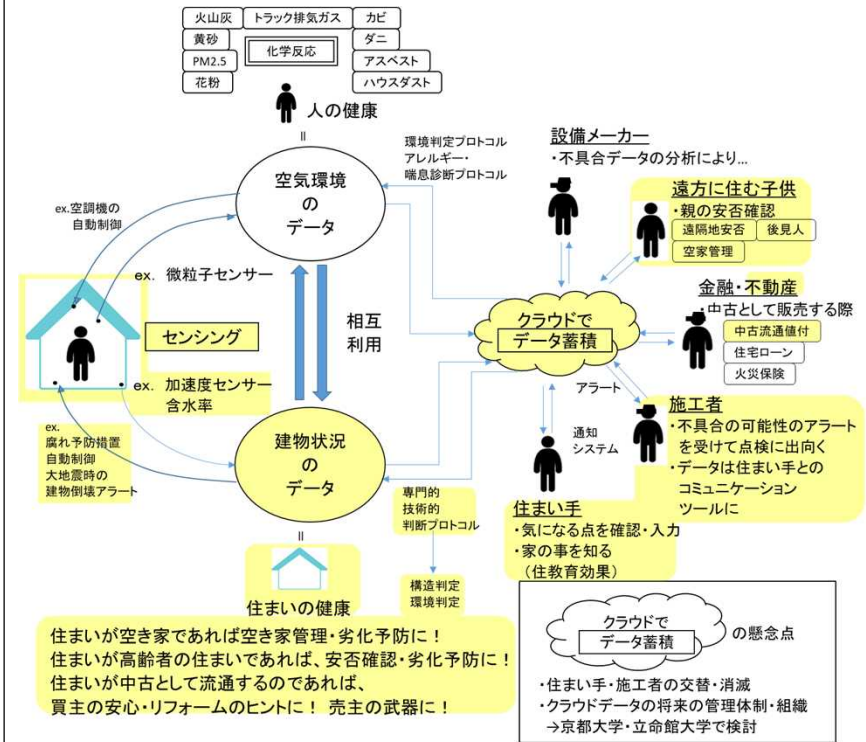 火山灰
トラック排気ガス
カビ
黄砂
化学反応
ダニ
PM2.5
アスベスト
花粉
ハウスダスト
人の健康
=
空気環境
の
データ
環境判定プロトコル
アレルギー・
喘息診断プロトコル
ex.空調機の
自動制御
ex. 微粒子センサー
センシング
ex. 加速度センサー
含水率
ex.
腐れ予防措置
自動制御
大地震時の
建物倒壊アラート
相互
利用
建物状況
の
データ
=
住まいの健康
専門的
技術的
判断プロトコル
構造判定
環境判定
クラウドで
データ蓄積
設備メーカー
・不具合データの分析により...
遠方に住む子供
・親の安否確認
遠隔地安否
後見人
空家管理
金融・不動産
・中古として販売する際
中古流通値付
住宅ローン
火災保険
アラート
施工者
・不具合の可能性のアラート
を受けて点検に出向く
・データは住まい手との
コミュニケーション
ツールに
通知
システム
住まい手
・気になる点を確認・入力
・家の事を知る
（住教育効果）
住まいが空き家であれば空き家管理・劣化予防に！
住まいが高齢者の住まいであれば、安否確認・劣化予防に！
住まいが中古として流通するのであれば、
買主の安心・リフォームのヒントに！ 売主の武器に！
クラウドで
データ蓄積
の懸念点
・住まい手・施工者の交替・消滅
・クラウドデータの将来の管理体制・組織
→京都大学・立命館大学で検討